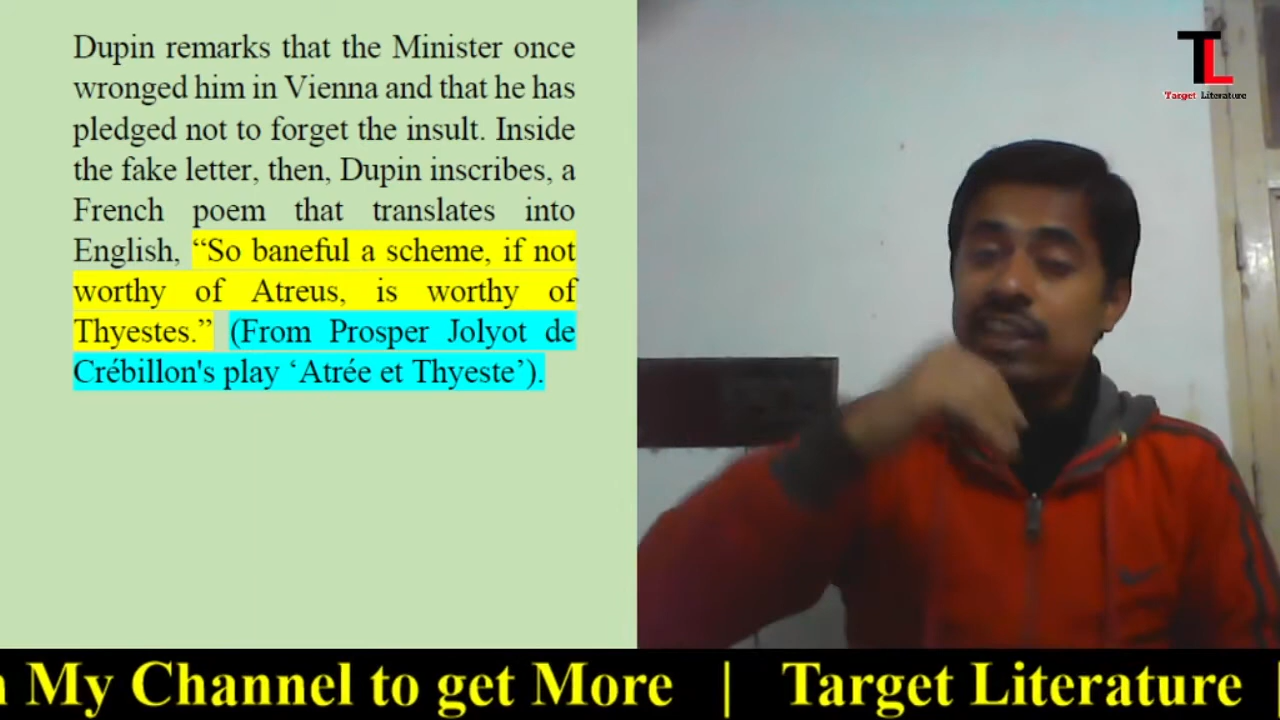 Dupin remarks that the Minister once
wronged him in Vienna and that he has
pledged not to forget the insult. Inside
the fake letter, then, Dupin inscribes, a
French poem that translates into
English, “So baneful a scheme, if not
worthy of Atreus, is worthy of
Thyestes.” (From Prosper Jolyot de
Crébillon's play ‘Atrée et Thyeste’).
TL
Target Literature
My Channel to get More | Target Literature |